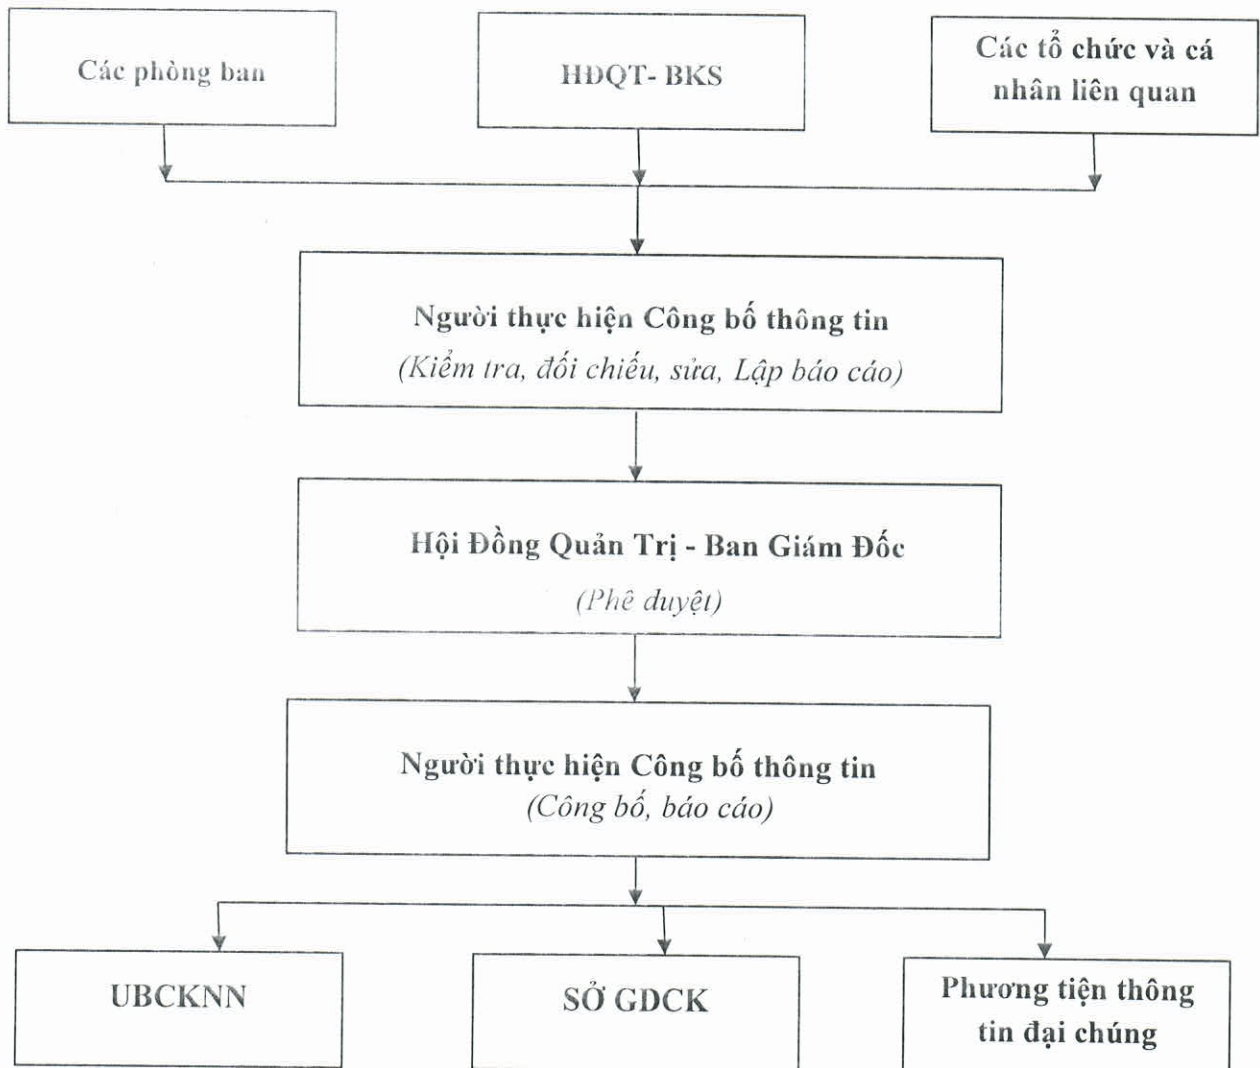 Các phòng ban
HĐQT- BKS
Các tổ chức và cá
nhân liên quan
Người thực hiện Công bố thông tin
(Kiểm tra, đối chiếu, sửa, Lập báo cáo)
Hội Đồng Quản Trị - Ban Giám Đốc
(Phê duyệt)
Người thực hiện Công bố thông tin
(Công bố, báo cáo)
UBCKNN
SỞ GDCK
Phương tiện thông
tin đại chúng